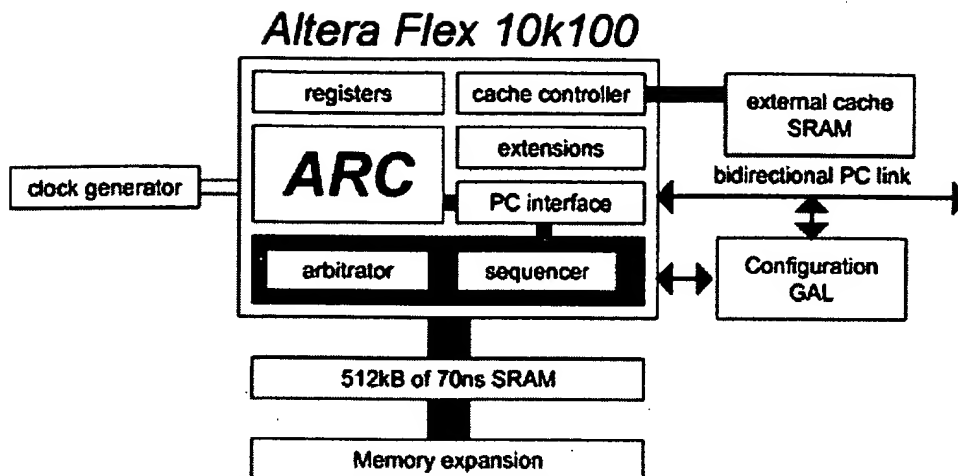 Altera Flex 10k100
registers
cache controller
external cache
SRAM
ARC
extensions
bidirectional PC link
clock generator
PC interface
arbitrator
sequencer
Configuration
GAL
512kB of 70ns SRAM
Memory expansion